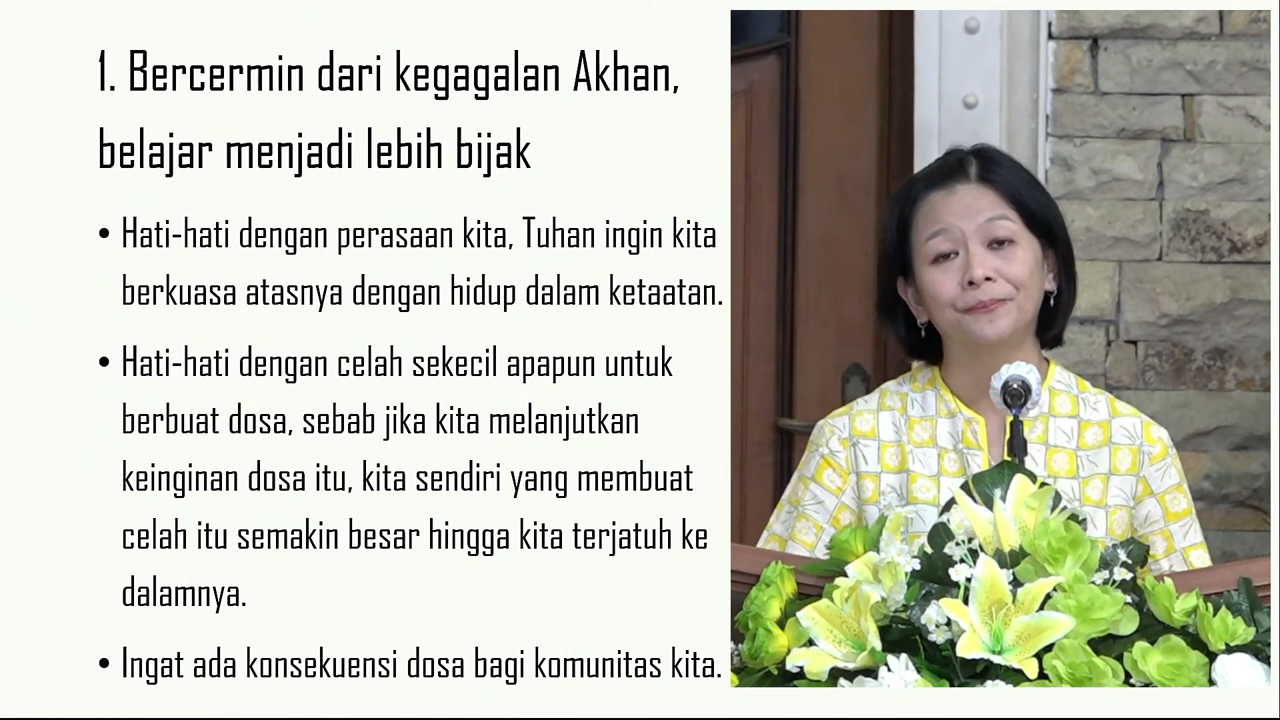 1. Bercermin dari kegagalan Akhan,
belajar menjadi lebih bijak
• Hati-hati dengan perasaan kita, Tuhan ingin kita
berkuasa atasnya dengan hidup dalam ketaatan.
• Hati-hati dengan celah sekecil apapun untuk
berbuat dosa, sebab jika kita melanjutkan
keinginan dosa itu, kita sendiri yang membuat
celah itu semakin besar hingga kita terjatuh ke
dalamnya.
• Ingat ada konsekuensi dosa bagi komunitas kita.